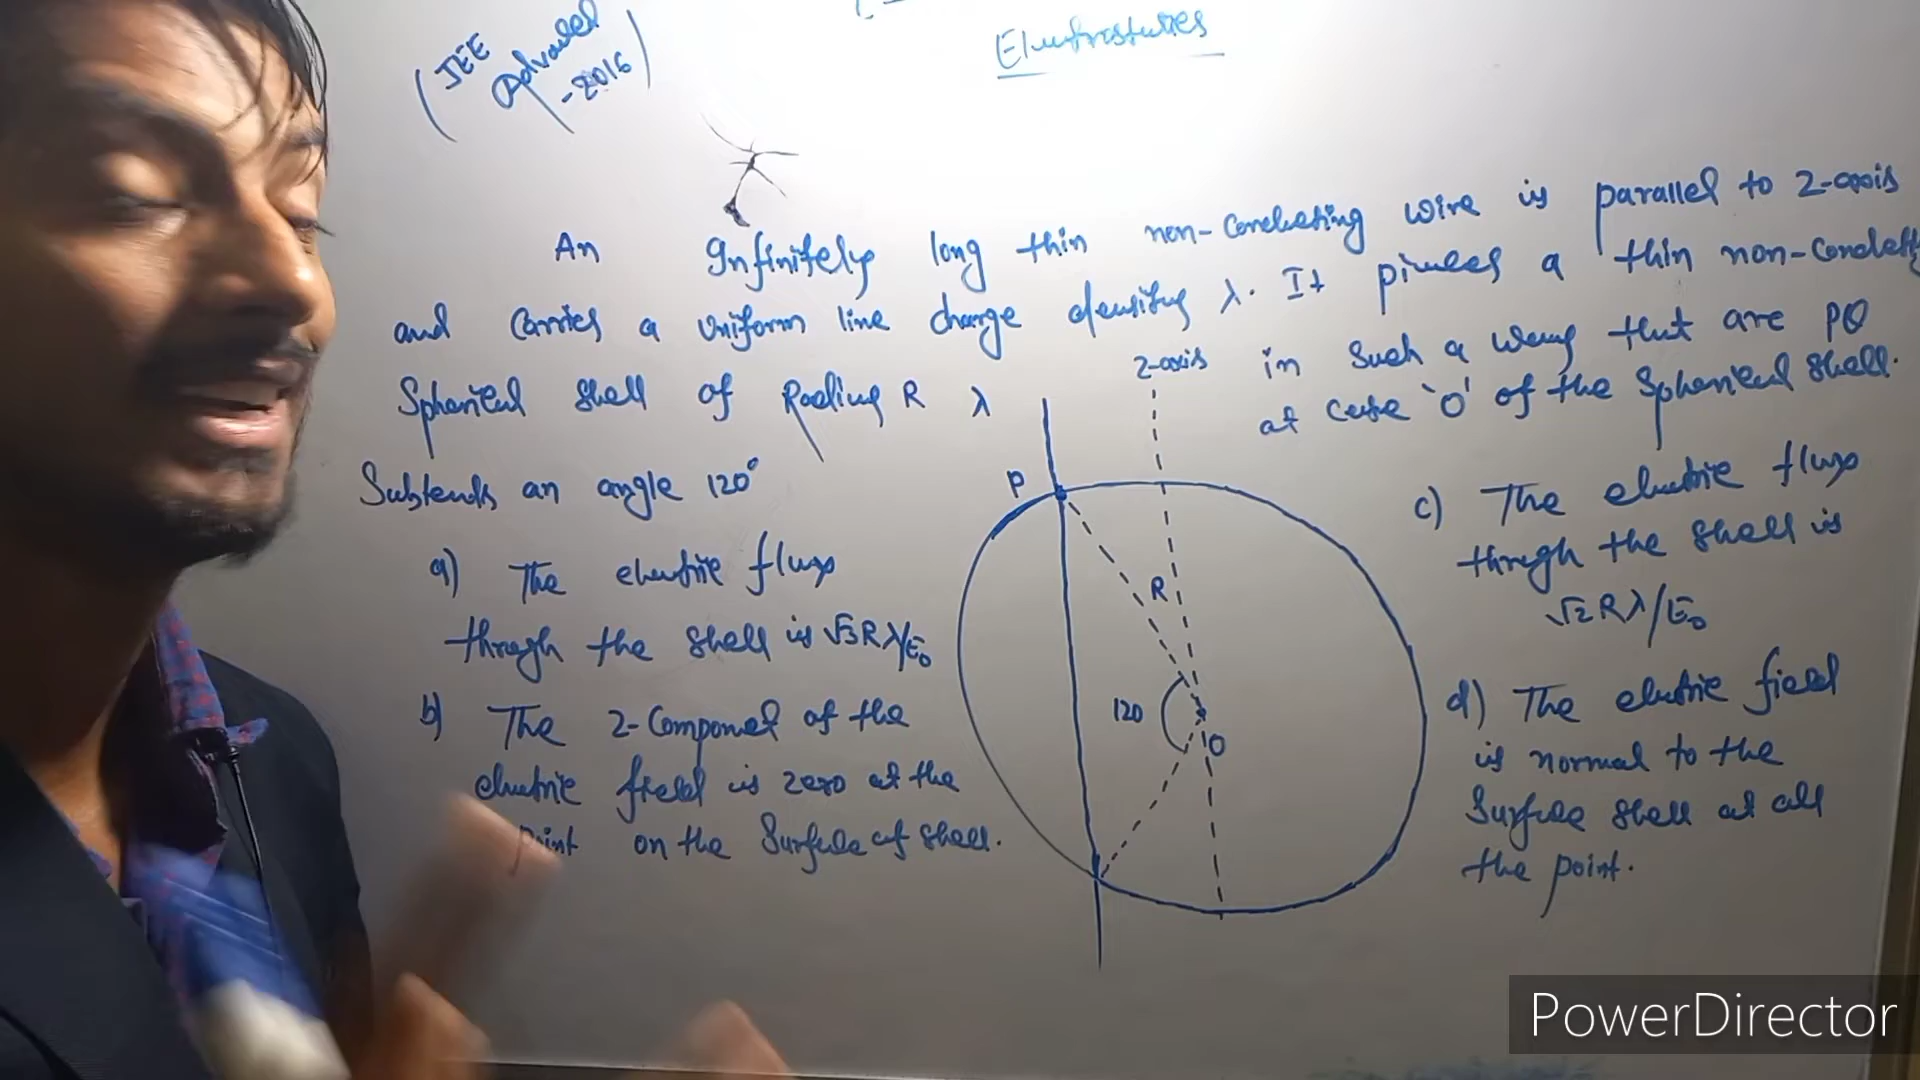 Electrostatics
(JEE
Advanced
-2016)
An Infinitely long thin non-conducting wire is parallel to z-axis
and carries a uniform line charge density λ. It pierces a thin non-conducting
Spherical shell of Radius R λ in such a way that arc PQ
Subtends an angle 120° at centre 'O' of the Spherical shell.
z-axis
P
R
120
O
a) The electric flux
through the shell is √3Rλ/E₀
b) The z-Component of the
electric field is zero at the
point on the surface of shell.
c) The electric flux
through the shell is
√2Rλ/E₀
d) The electric field
is normal to the
surface shell at all
the point.
PowerDirector